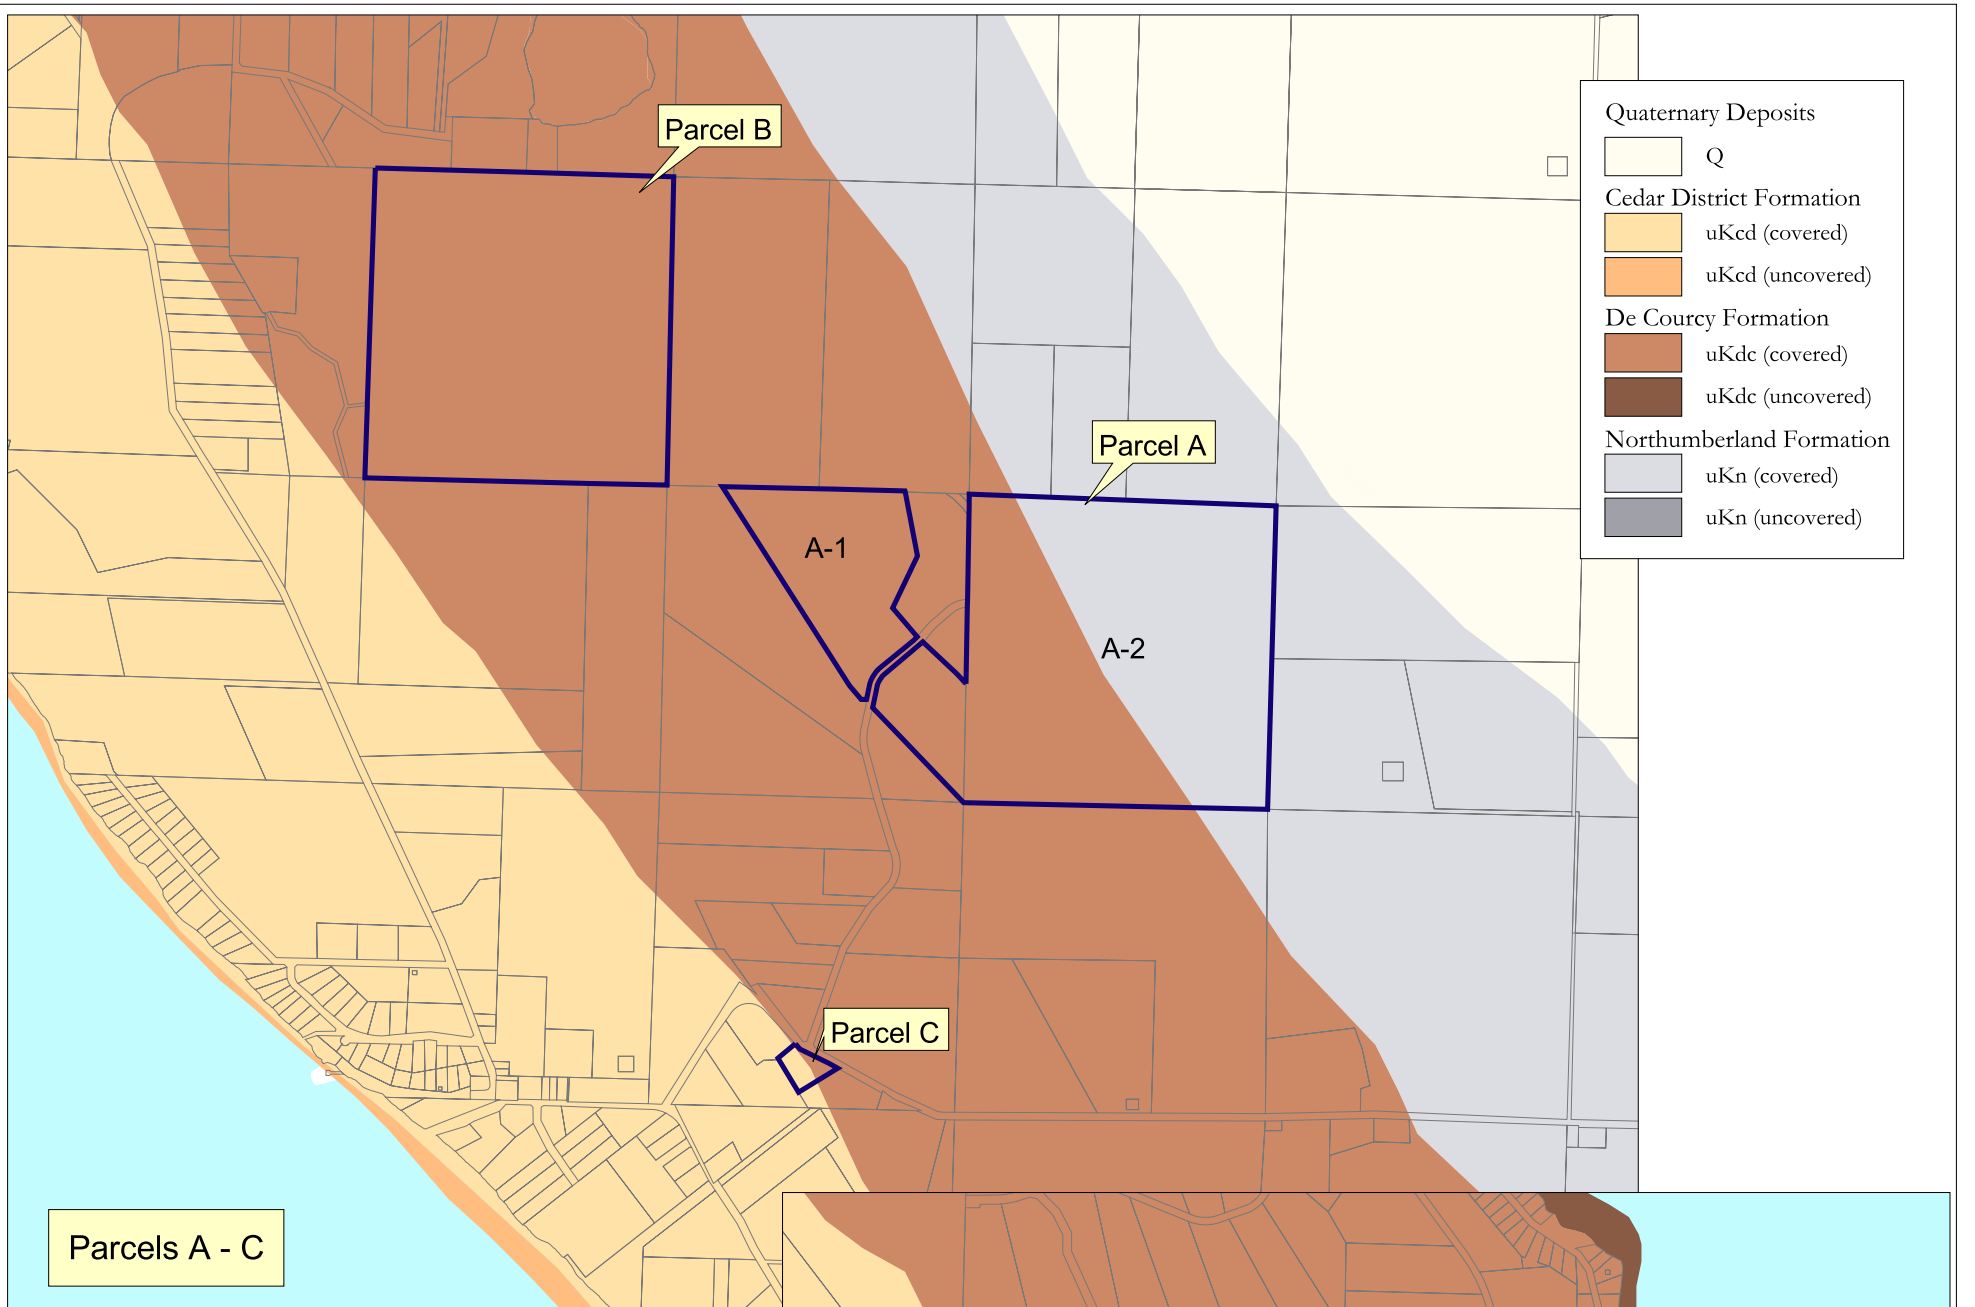 Parcel B
Parcel A
A-1
A-2
Parcel C
Parcels A - C
Quaternary Deposits
Q
Cedar District Formation
uKcd (covered)
uKcd (uncovered)
De Courcy Formation
uKdc (covered)
uKdc (uncovered)
Northumberland Formation
uKn (covered)
uKn (uncovered)